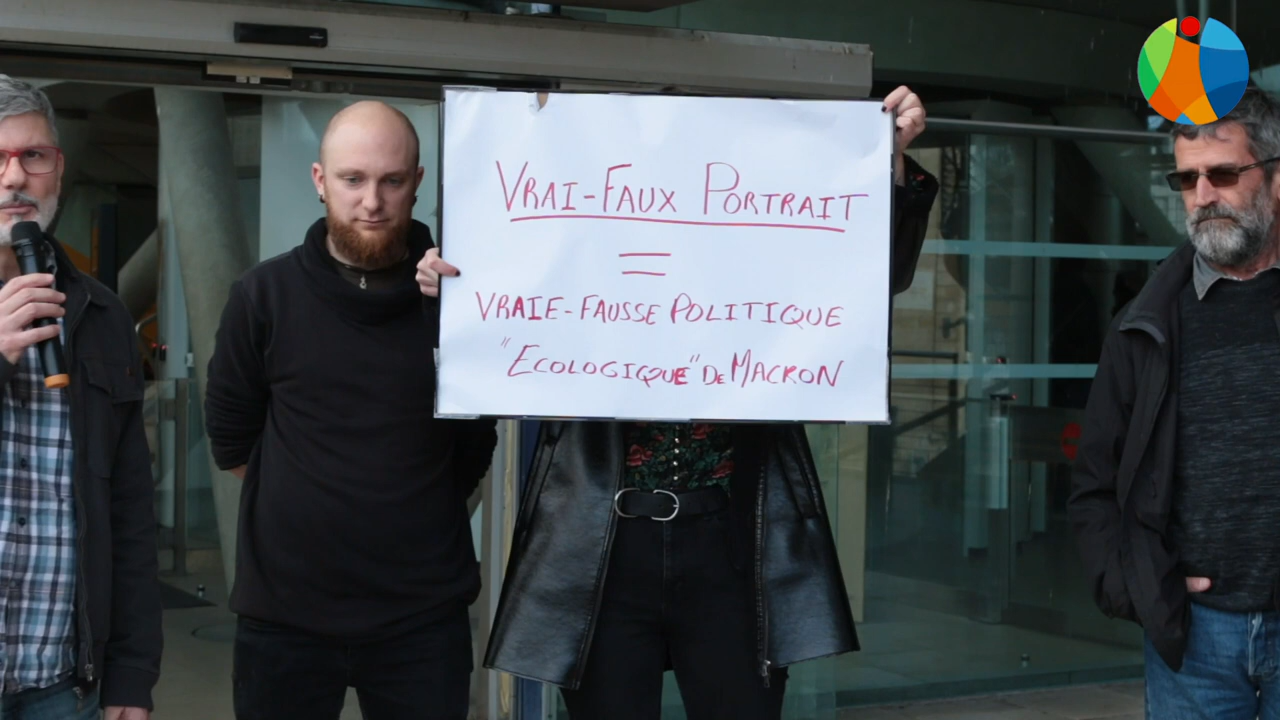 VRAI-FAUX PORTRAIT
=
VRAIE-FAUSSE POLITIQUE
"ECOLOGIQUE" DE MACRON